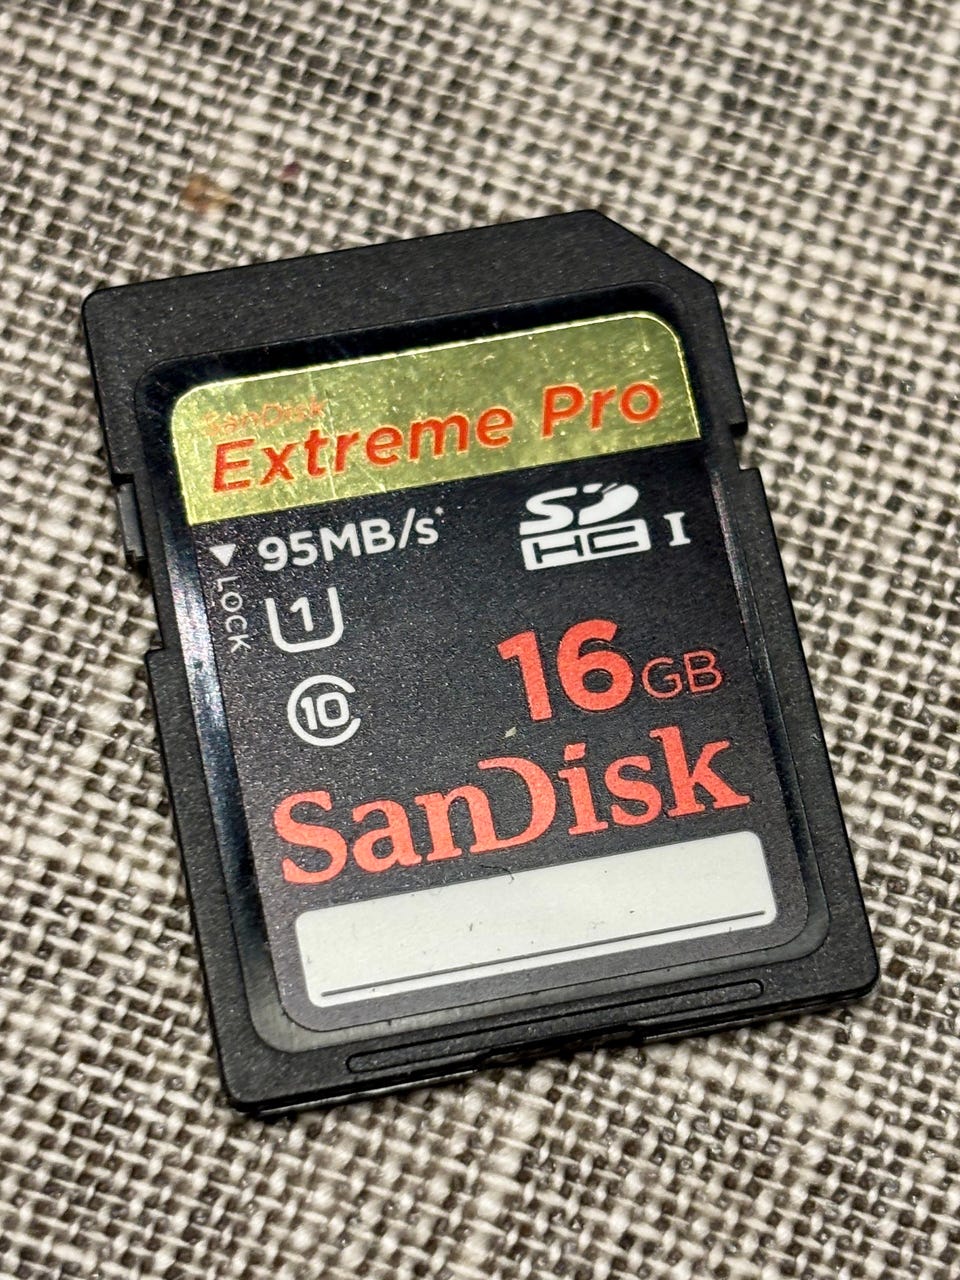 SanDisk
Extreme Pro
95MB/s*
SD HC I
LOCK
1
16GB
10
SanDisk